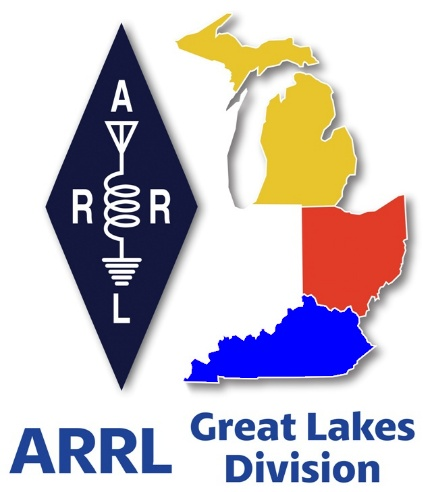 A
R R
L
ARRL
Great Lakes
Division